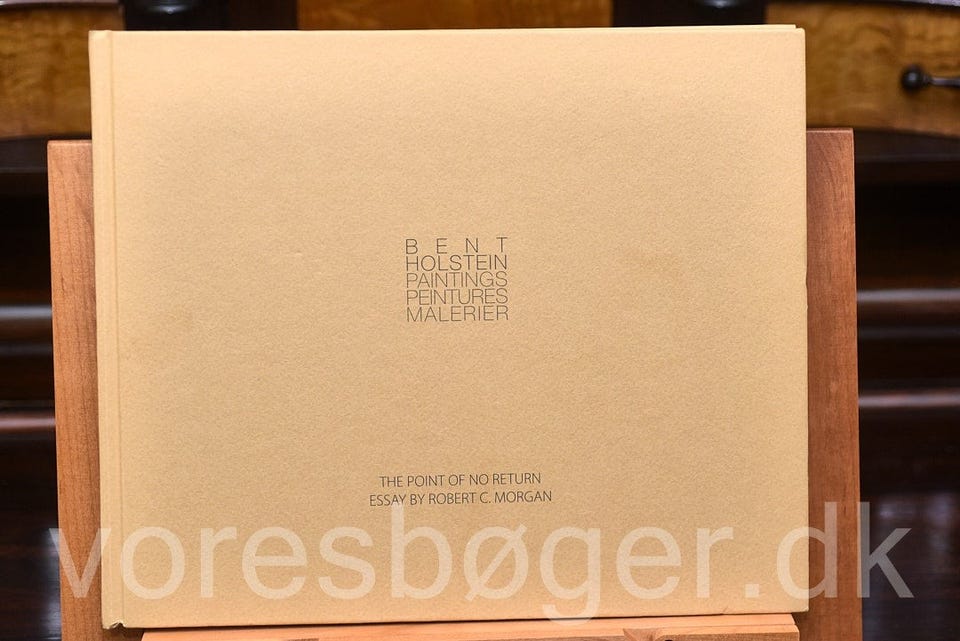 B E N T
HOLSTEIN
PAINTINGS
PEINTURES
MALERIER
THE POINT OF NO RETURN
ESSAY BY ROBERT C. MORGAN
voresbøger.dk